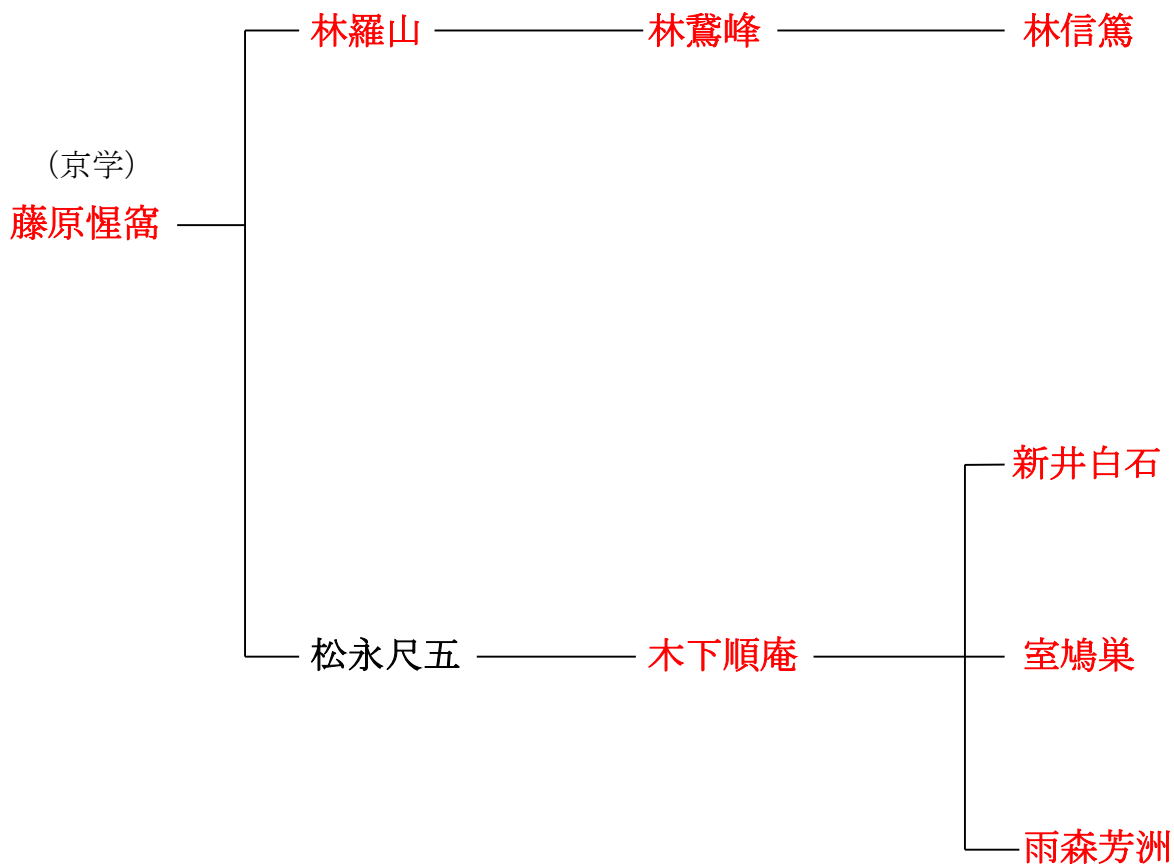 林羅山
林鵞峰
林信篤
（京学）
藤原惺窩
新井白石
松永尺五
木下順庵
室鳩巣
雨森芳洲